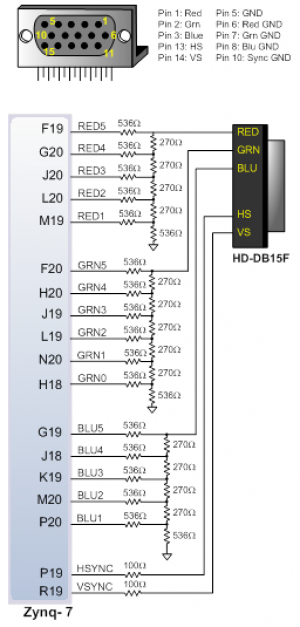 Pin 1: Red Pin 5: GND
Pin 2: Grn Pin 6: Red GND
Pin 3: Blue Pin 7: Grn GND
Pin 13: HS Pin 8: Blu GND
Pin 14: VS Pin 10: Sync GND
5 1
10 6
15 11
F19 RED5 536Ω RED
270Ω
G20 RED4 536Ω GRN
270Ω
J20 RED3 536Ω BLU
270Ω
L20 RED2 536Ω
270Ω
M19 RED1 536Ω HS
536Ω VS
HD-DB15F
F20 GRN5 536Ω
270Ω
H20 GRN4 536Ω
270Ω
J19 GRN3 536Ω
270Ω
L19 GRN2 536Ω
270Ω
N20 GRN1 536Ω
270Ω
H18 GRN0 536Ω
536Ω
G19 BLU5 536Ω
270Ω
J18 BLU4 536Ω
270Ω
K19 BLU3 536Ω
270Ω
M20 BLU2 536Ω
270Ω
P20 BLU1 536Ω
536Ω
P19 HSYNC 100Ω
R19 VSYNC 100Ω
Zynq- 7